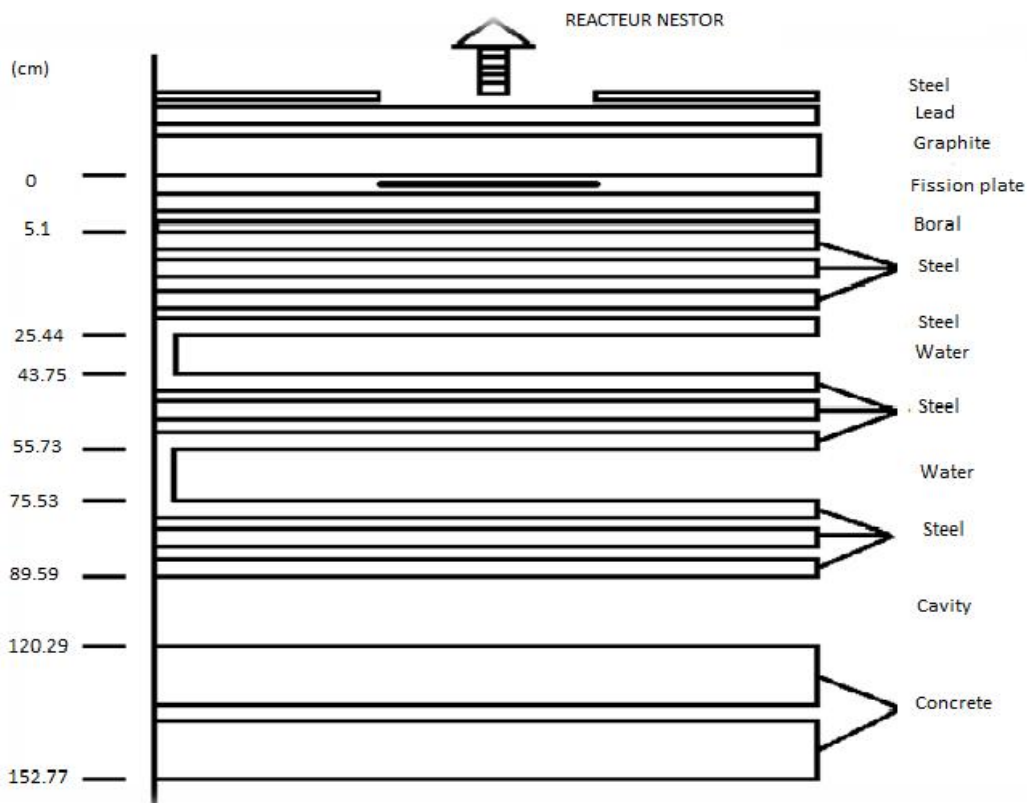 REACTEUR NESTOR
(cm)
Steel
Lead
Graphite
0
Fission plate
5.1
Boral
Steel
25.44
Steel
Water
43.75
Steel
55.73
Water
75.53
Steel
89.59
Cavity
120.29
Concrete
152.77